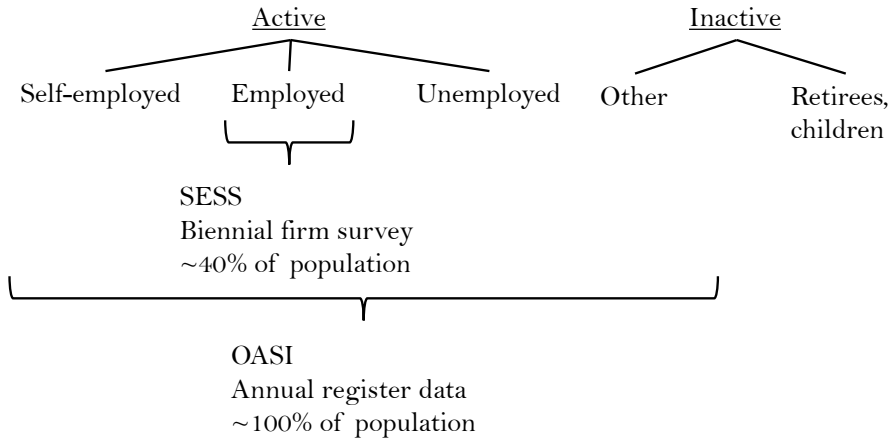 Active
Inactive
Self-employed
Employed
Unemployed
Other
Retirees,
children
SESS
Biennial firm survey
~40% of population
OASI
Annual register data
~100% of population